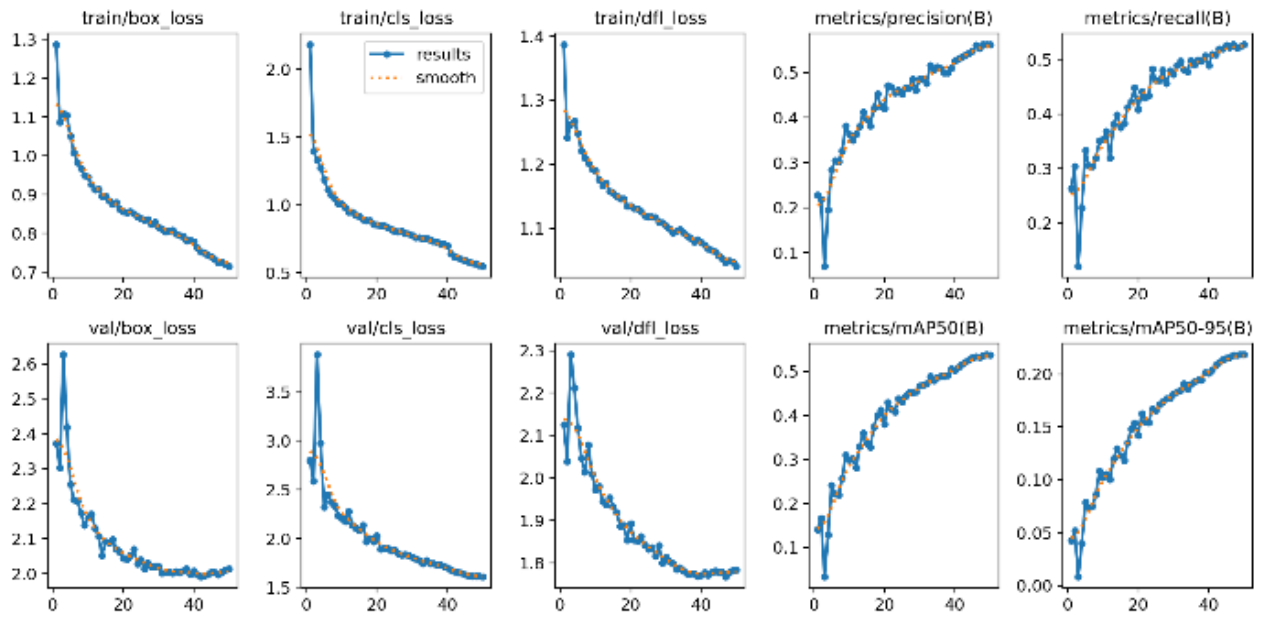 train/box_loss
1.3
1.2
1.1
1.0
0.9
0.8
0.7
0 20 40
train/cls_loss
results
smooth
2.0
1.5
1.0
0.5
0 20 40
train/dfl_loss
1.4
1.3
1.2
1.1
0 20 40
metrics/precision(B)
0.5
0.4
0.3
0.2
0.1
0 20 40
metrics/recall(B)
0.5
0.4
0.3
0.2
0 20 40
val/box_loss
2.6
2.5
2.4
2.3
2.2
2.1
2.0
0 20 40
val/cls_loss
3.5
3.0
2.5
2.0
1.5
0 20 40
val/dfl_loss
2.3
2.2
2.1
2.0
1.9
1.8
0 20 40
metrics/mAP50(B)
0.5
0.4
0.3
0.2
0.1
0 20 40
metrics/mAP50-95(B)
0.20
0.15
0.10
0.05
0.00
0 20 40